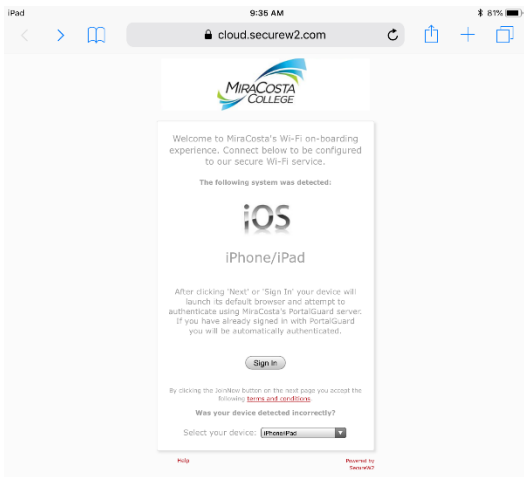 iPad 9:35 AM 81%
cloud.securew2.com
MIRACOSTA
COLLEGE
Welcome to MiraCosta's Wi-Fi on-boarding
experience. Connect below to be configured
to our secure Wi-Fi service.
The following system was detected:
iOS
iPhone/iPad
After clicking 'Next' or 'Sign In' your device will
launch its default browser and attempt to
authenticate using MiraCosta's PortalGuard server.
If you have already signed in with PortalGuard
you will be automatically authenticated.
Sign In
By clicking the JoinNow button on the next page you accept the
following terms and conditions
Was your device detected incorrectly?
Select your device: iPhone/iPad
Help Powered by
SecureW2